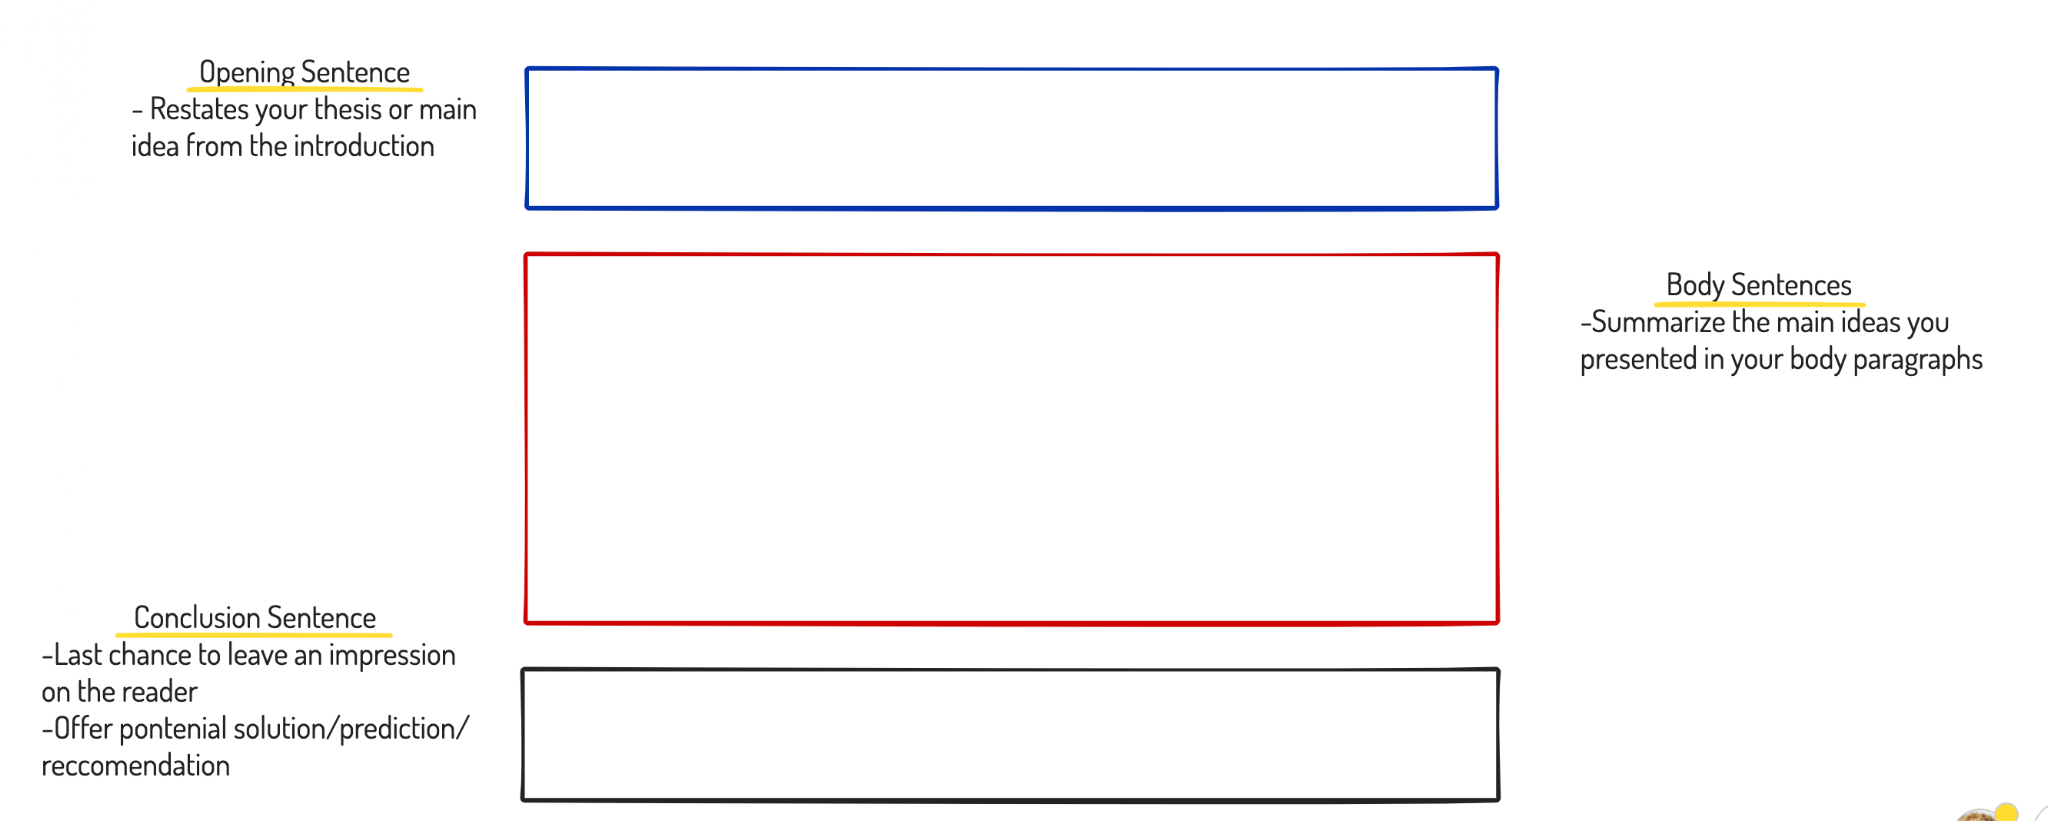 Opening Sentence
- Restates your thesis or main
idea from the introduction
Body Sentences
-Summarize the main ideas you
presented in your body paragraphs
Conclusion Sentence
-Last chance to leave an impression
on the reader
-Offer pontenial solution/prediction/
reccomendation